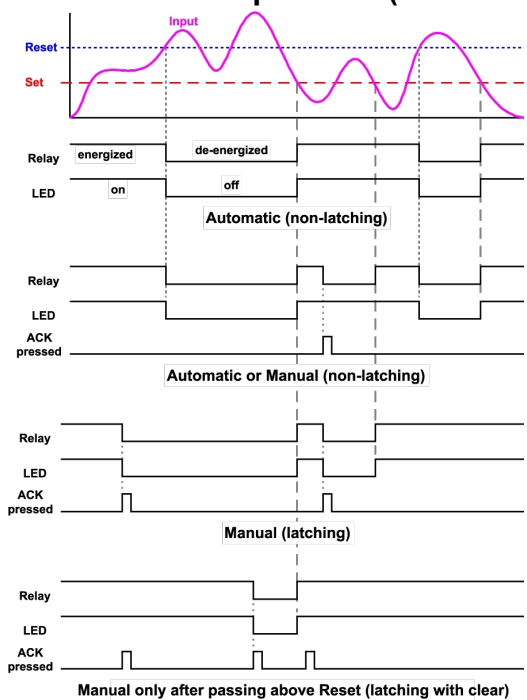 Input
Reset
Set
energized
de-energized
Relay
on
off
LED
Automatic (non-latching)
Relay
LED
ACK
pressed
Automatic or Manual (non-latching)
Relay
LED
ACK
pressed
Manual (latching)
Relay
LED
ACK
pressed
Manual only after passing above Reset (latching with clear)